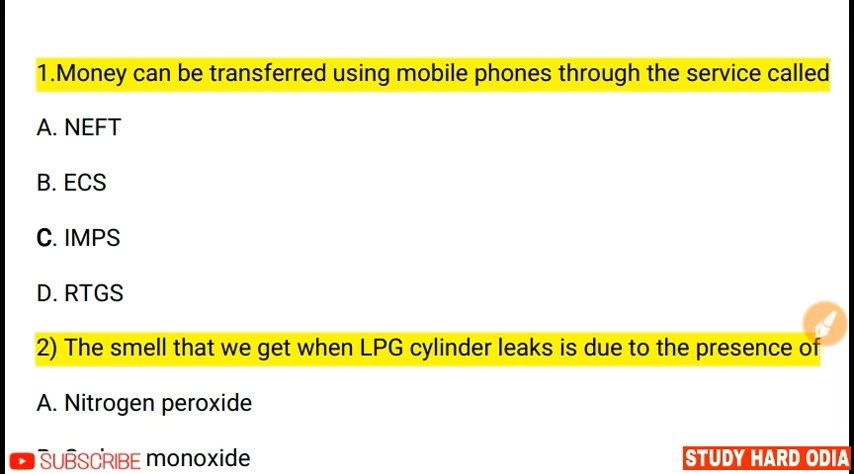 1.Money can be transferred using mobile phones through the service called
A. NEFT
B. ECS
C. IMPS
D. RTGS
2) The smell that we get when LPG cylinder leaks is due to the presence of
A. Nitrogen peroxide
monoxide
SUBSCRIBE
STUDY HARD ODIA